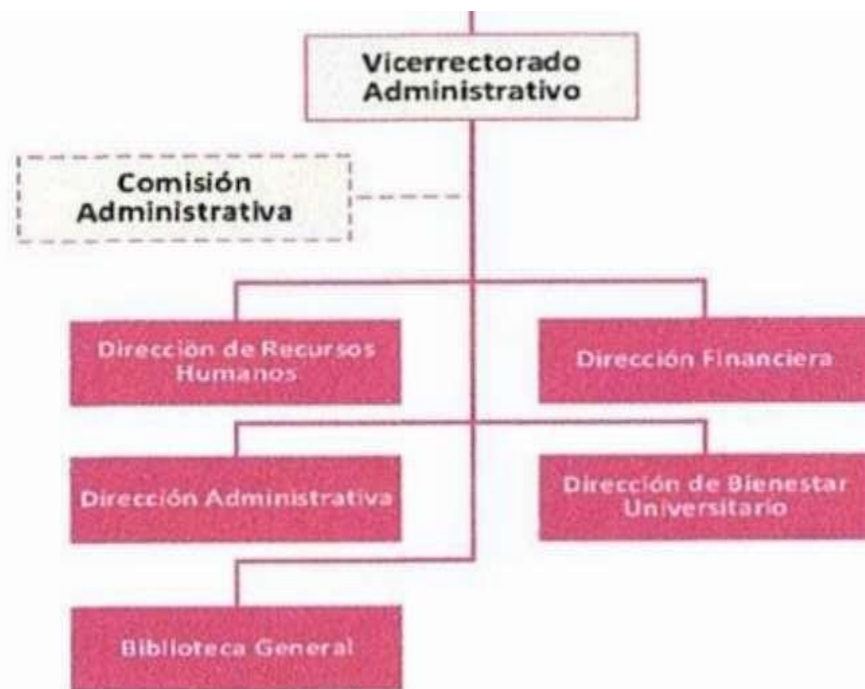 Vicerrectorado
Administrativo
Comisión
Administrativa
Dirección de Recursos
Humanos
Dirección Financiera
Dirección Administrativa
Dirección de Bienestar
Universitario
Biblioteca General